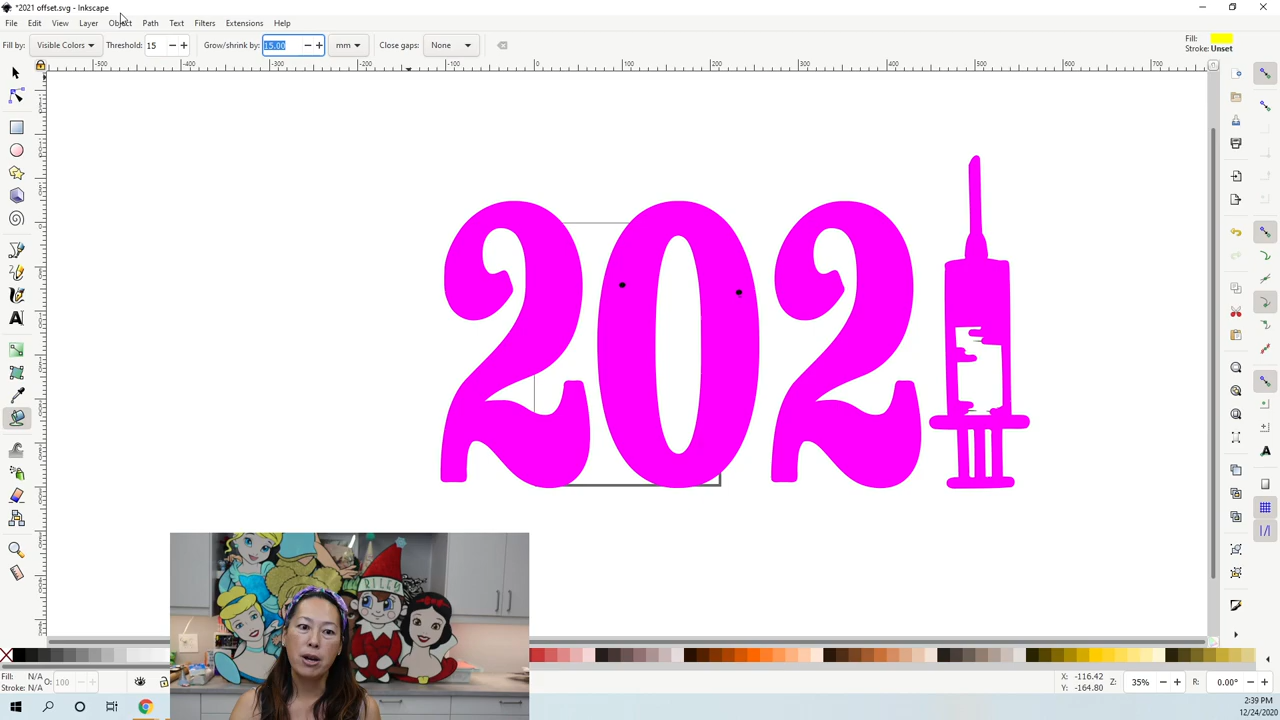 *2021 offset.svg - Inkscape
File Edit View Layer Object Path Text Filters Extensions Help
Fill by: Visible Colors Threshold: 15 Grow/shrink by: 15.00 mm Close gaps: None Fill: Stroke: Unset
-500 -400 -300 -200 -100 0 100 200 300 400 500 600 700
202
RILEY
Fill: N/A
Stroke: N/A
O: 100
X: -116.42
Y: -164.80
Z: 35% R: 0.00°
2:39 PM
12/24/2020